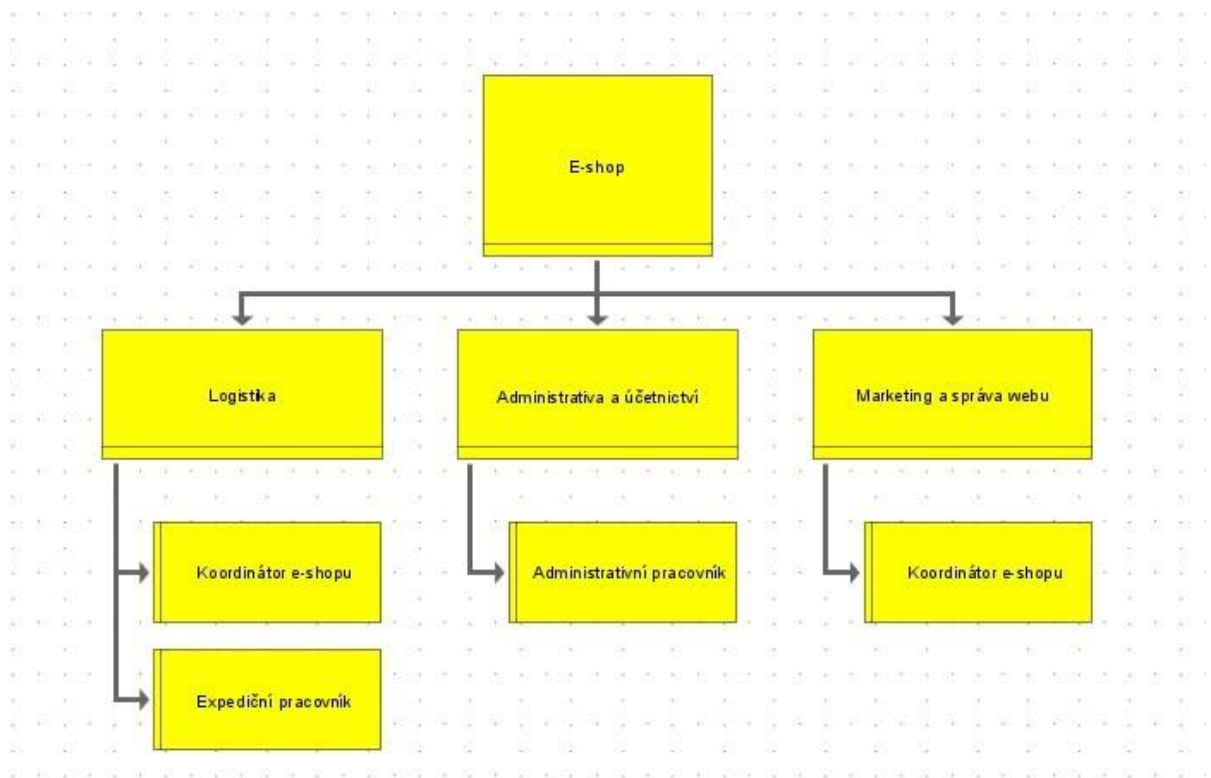 E-shop
Logistika
Administrativa a účetnictví
Marketing a správa webu
Koordinátor e-shopu
Administrativní pracovník
Koordinátor e-shopu
Expediční pracovník